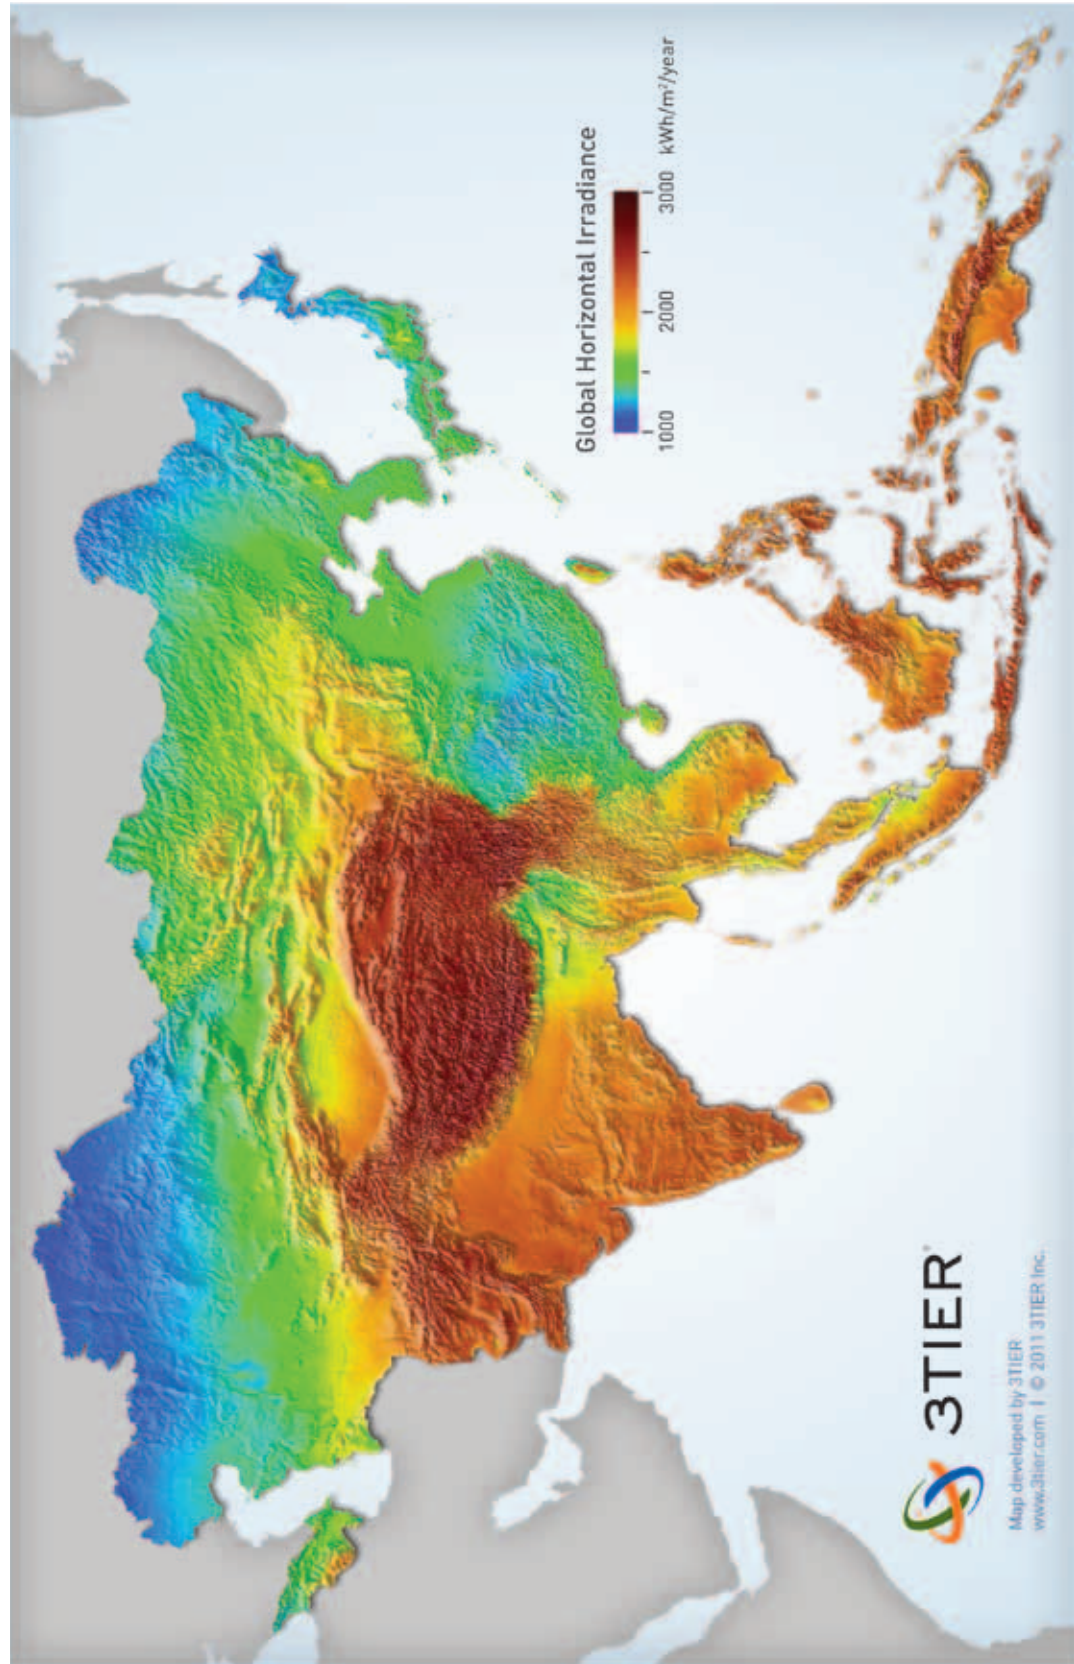 Global Horizontal Irradiance
1000 2000 3000 kWh/m²/year
3TIER
Map developed by 3TIER
www.3tier.com | © 2011 3TIER Inc.